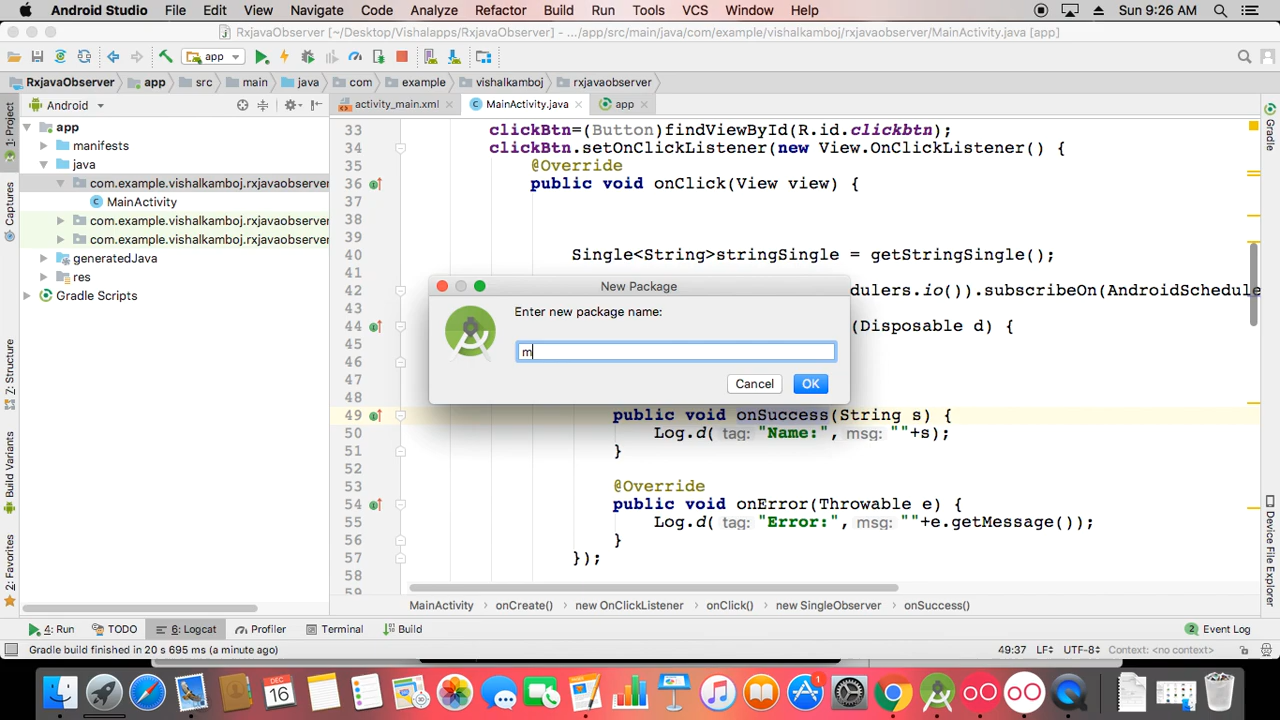 Android Studio File Edit View Navigate Code Analyze Refactor Build Run Tools VCS Window Help Sun 9:26 AM
RxjavaObserver [~/Desktop/Vishalapps/RxjavaObserver] - .../app/src/main/java/com/example/vishalkamboj/rxjavaobserver/MainActivity.java [app]
app
RxjavaObserver app src main java com example vishalkamboj rxjavaobserver
Android activity_main.xml MainActivity.java app
1: Project
Captures
7: Structure
Build Variants
2: Favorites
app
manifests
java
com.example.vishalkamboj.rxjavaobserver
MainActivity
com.example.vishalkamboj.rxjavaobserver
com.example.vishalkamboj.rxjavaobserver
generatedJava
res
Gradle Scripts
33 clickBtn=(Button)findViewById(R.id.clickbtn);
34 clickBtn.setOnClickListener(new View.OnClickListener() {
35 @Override
36 public void onClick(View view) {
37
38
39
40 Single<String>stringSingle = getStringSingle();
41
42 dulers.io()).subscribeOn(AndroidSchedule
43
44 (Disposable d) {
45
46
47
48
49 public void onSuccess(String s) {
50 Log.d( tag: "Name:", msg: ""+s);
51 }
52
53 @Override
54 public void onError(Throwable e) {
55 Log.d( tag: "Error:", msg: ""+e.getMessage());
56 }
57 });
58
59
New Package
Enter new package name:
m
Cancel OK
Gradle
Device File Explorer
MainActivity onCreate() new OnClickListener onClick() new SingleObserver onSuccess()
4: Run TODO 6: Logcat Profiler Terminal Build 2 Event Log
Gradle build finished in 20 s 695 ms (a minute ago) 49:37 LF÷ UTF-8÷ Context: <no context>
DEC
16
1